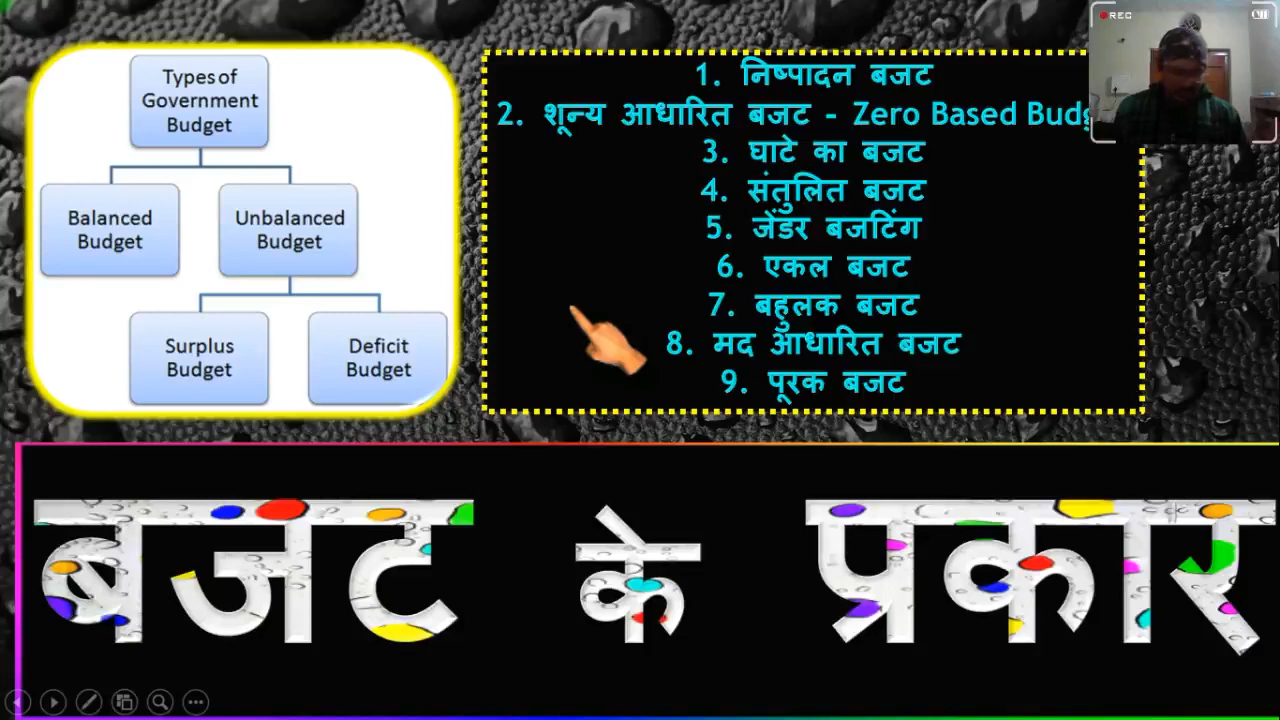 Types of
Government
Budget
Balanced
Budget
Unbalanced
Budget
Surplus
Budget
Deficit
Budget
1. निष्पादन बजट
2. शून्य आधारित बजट - Zero Based
3. घाटे का बजट
4. संतुलित बजट
5. जेंडर बजटिंग
6. एकल बजट
7. बहुलक बजट
8. मद आधारित बजट
9. पूरक बजट
REC
बजट के प्रकार